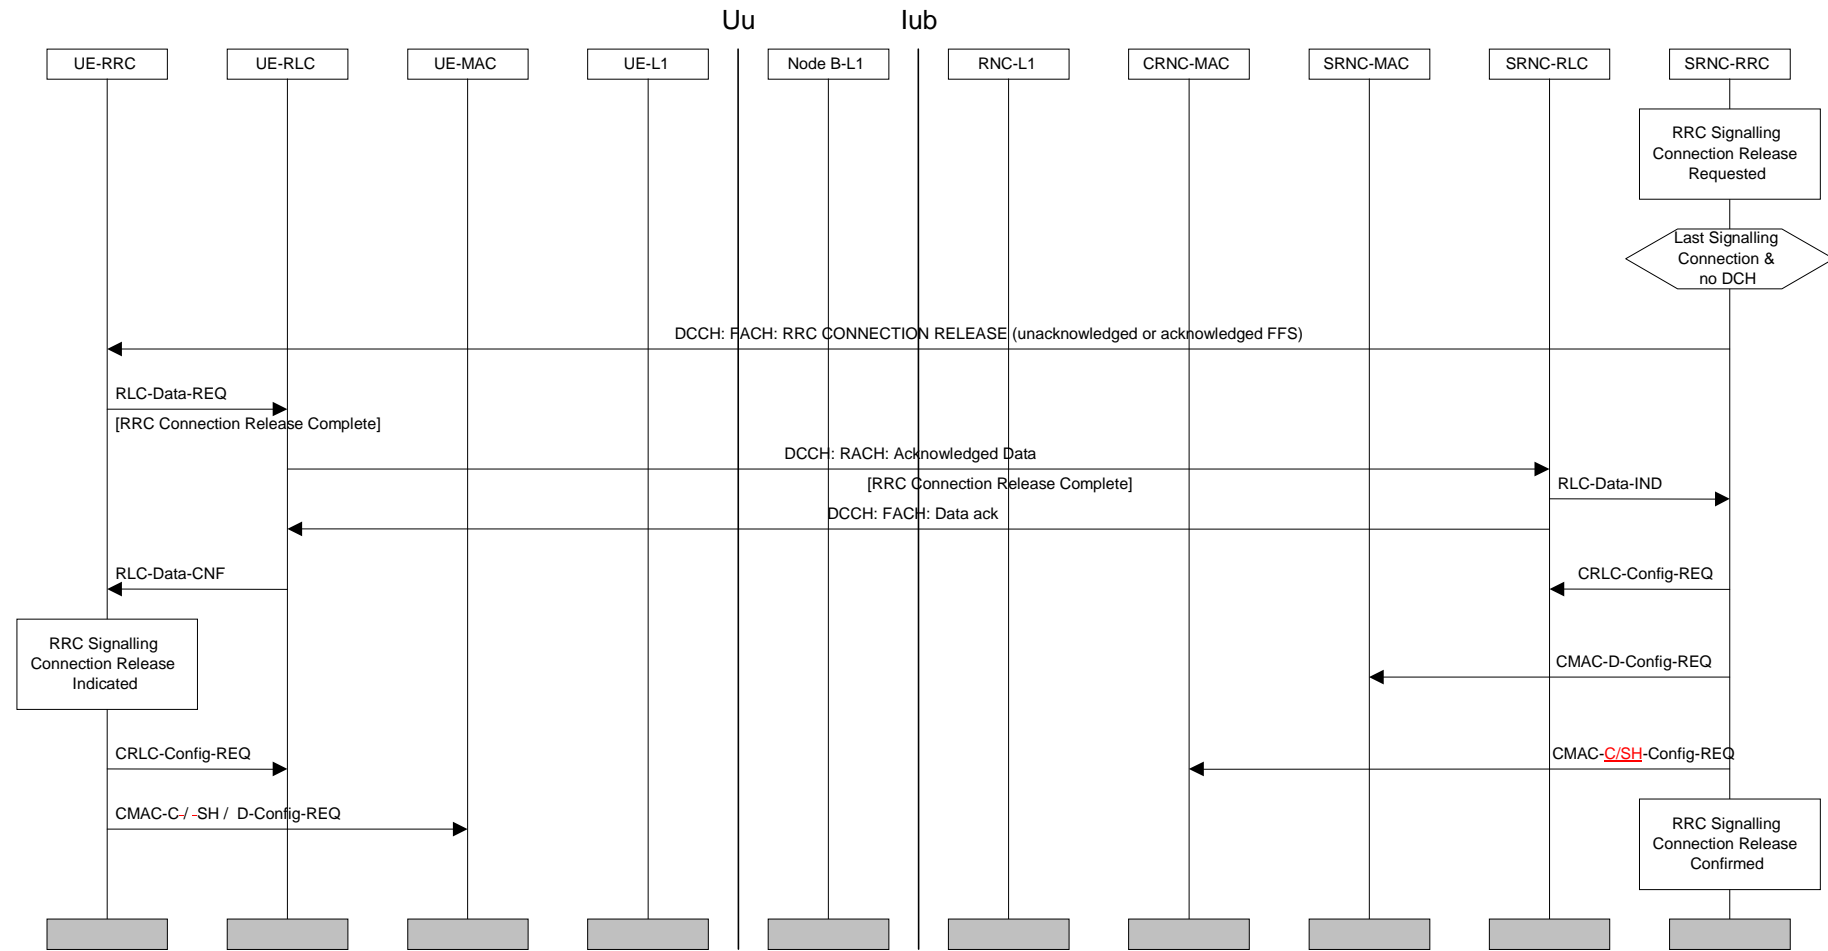 Uu
Iub
UE-RRC
UE-RLC
UE-MAC
UE-L1
Node B-L1
RNC-L1
CRNC-MAC
SRNC-MAC
SRNC-RLC
SRNC-RRC
RRC Signalling
Connection Release
Requested
Last Signalling
Connection &
no DCH
DCCH: FACH: RRC CONNECTION RELEASE (unacknowledged or acknowledged FFS)
RLC-Data-REQ
[RRC Connection Release Complete]
DCCH: RACH: Acknowledged Data
[RRC Connection Release Complete]
RLC-Data-IND
DCCH: FACH: Data ack
RLC-Data-CNF
CRLC-Config-REQ
RRC Signalling
Connection Release
Indicated
CMAC-D-Config-REQ
CRLC-Config-REQ
CMAC-C/SH-Config-REQ
CMAC-C-/ -SH / D-Config-REQ
RRC Signalling
Connection Release
Confirmed